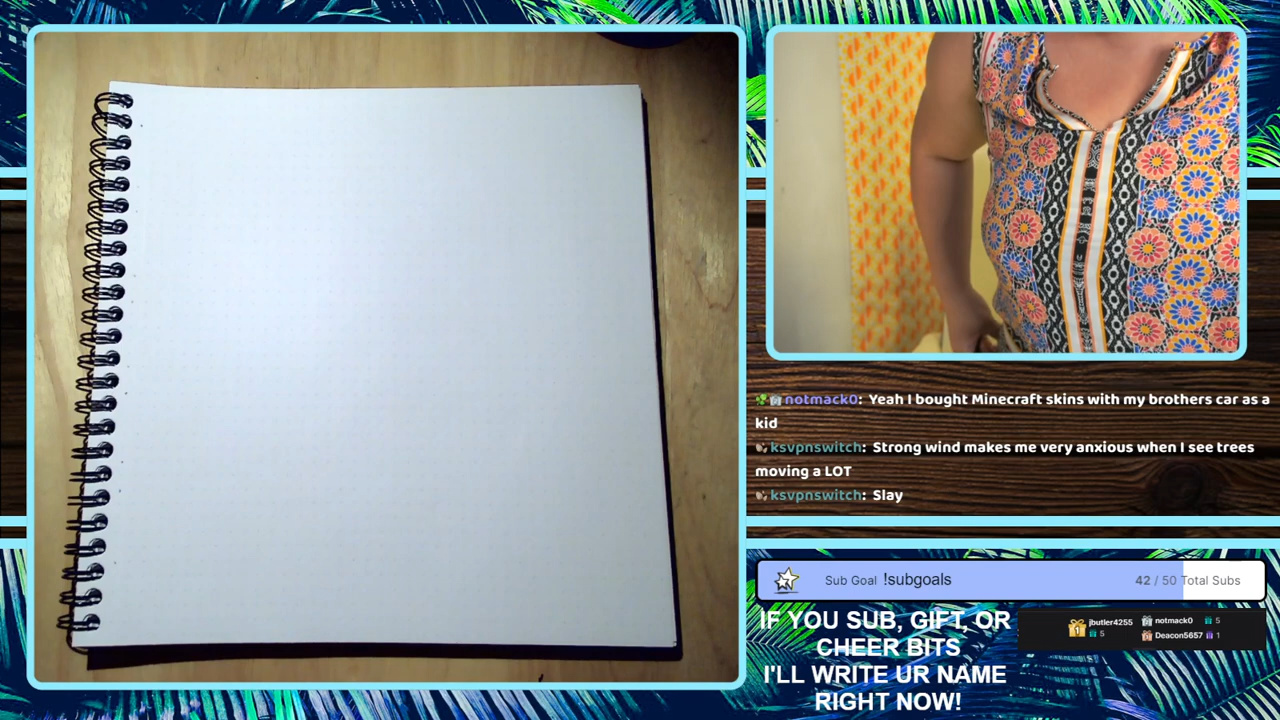 notmack0: Yeah I bought Minecraft skins with my brothers car as a
kid
ksvpnswitch: Strong wind makes me very anxious when I see trees
moving a LOT
ksvpnswitch: Slay
Sub Goal !subgoals 42 / 50 Total Subs
IF YOU SUB, GIFT, OR
CHEER BITS
I'LL WRITE UR NAME
RIGHT NOW!
1 jbutler4255
5
notmack0 5
Deacon5657 1